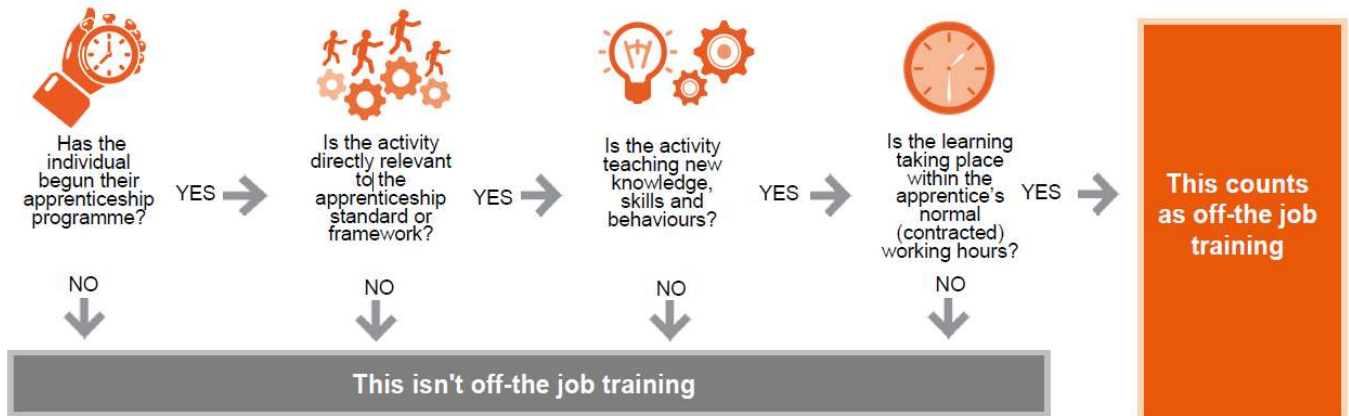 Has the
individual
begun their
apprenticeship
programme?
YES
Is the activity
directly relevant
to the
apprenticeship
standard or
framework?
YES
Is the activity
teaching new
knowledge,
skills and
behaviours?
YES
Is the learning
taking place
within the
apprentice's
normal
(contracted)
working hours?
YES
This counts
as off-the job
training
NO
NO
NO
NO
This isn't off-the job training